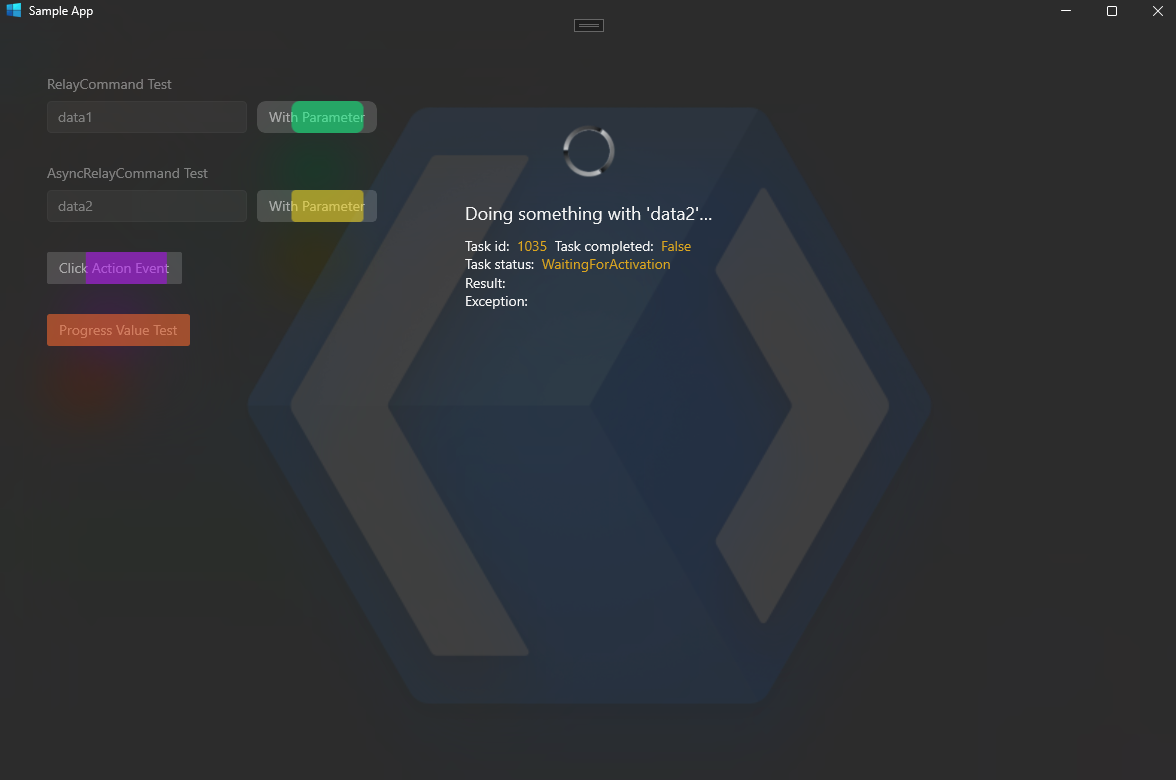 Sample App
RelayCommand Test
data1
With Parameter
AsyncRelayCommand Test
data2
With Parameter
Click Action Event
Progress Value Test
Doing something with 'data2'...
Task id: 1035 Task completed: False
Task status: WaitingForActivation
Result:
Exception: